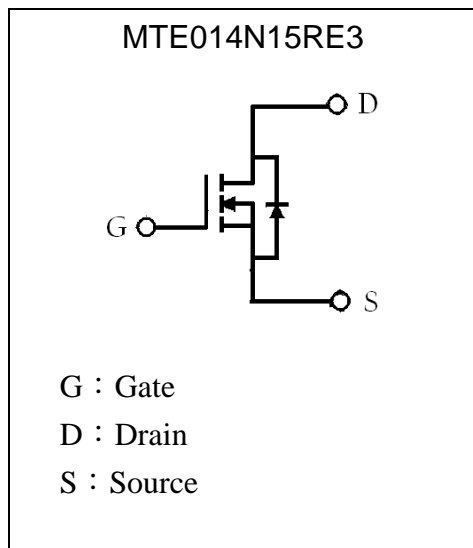 MTE014N15RE3
D
G
S
G：Gate
D：Drain
S：Source